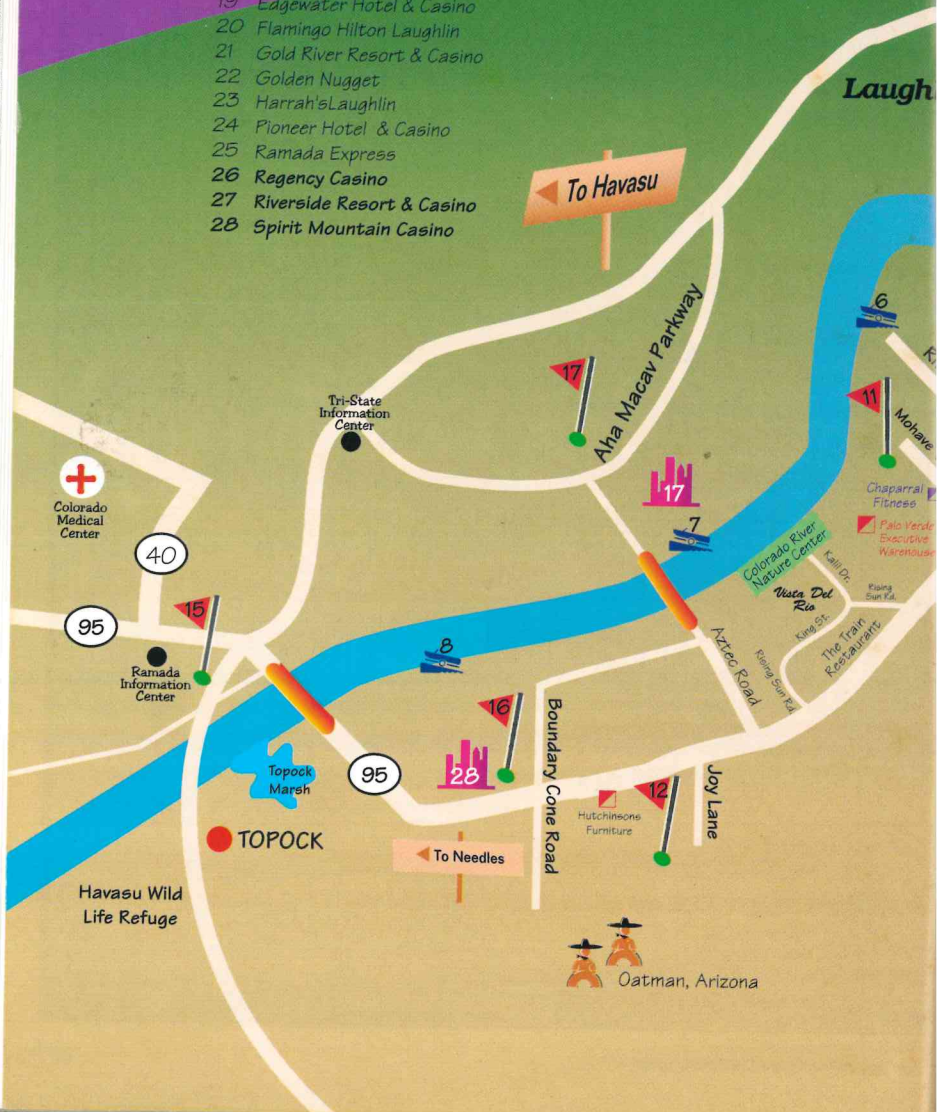 19 Edgewater Hotel & Casino
20 Flamingo Hilton Laughlin
21 Gold River Resort & Casino
22 Golden Nugget
23 Harrah'sLaughlin
24 Pioneer Hotel & Casino
25 Ramada Express
26 Regency Casino
27 Riverside Resort & Casino
28 Spirit Mountain Casino
Laugh
To Havasu
6
Aha Macav Parkway
17
11
Mohave
Tri-State
Information
Center
17
Chaparral
Fitness
Colorado
Medical
Center
7
Palo Verde
Executive
Warehouse
Colorado River
Nature Center
40
Kalil Dr.
Rising
Sun Rd.
Vista Del
Rio
King St.
The Train
Restaurant
15
95
8
Aztec Road
Rising Sun Rd.
Ramada
Information
Center
16
Boundary Cone Road
28
95
Topock
Marsh
12
Joy Lane
Hutchinsons
Furniture
TOPOCK
To Needles
Havasu Wild
Life Refuge
Oatman, Arizona